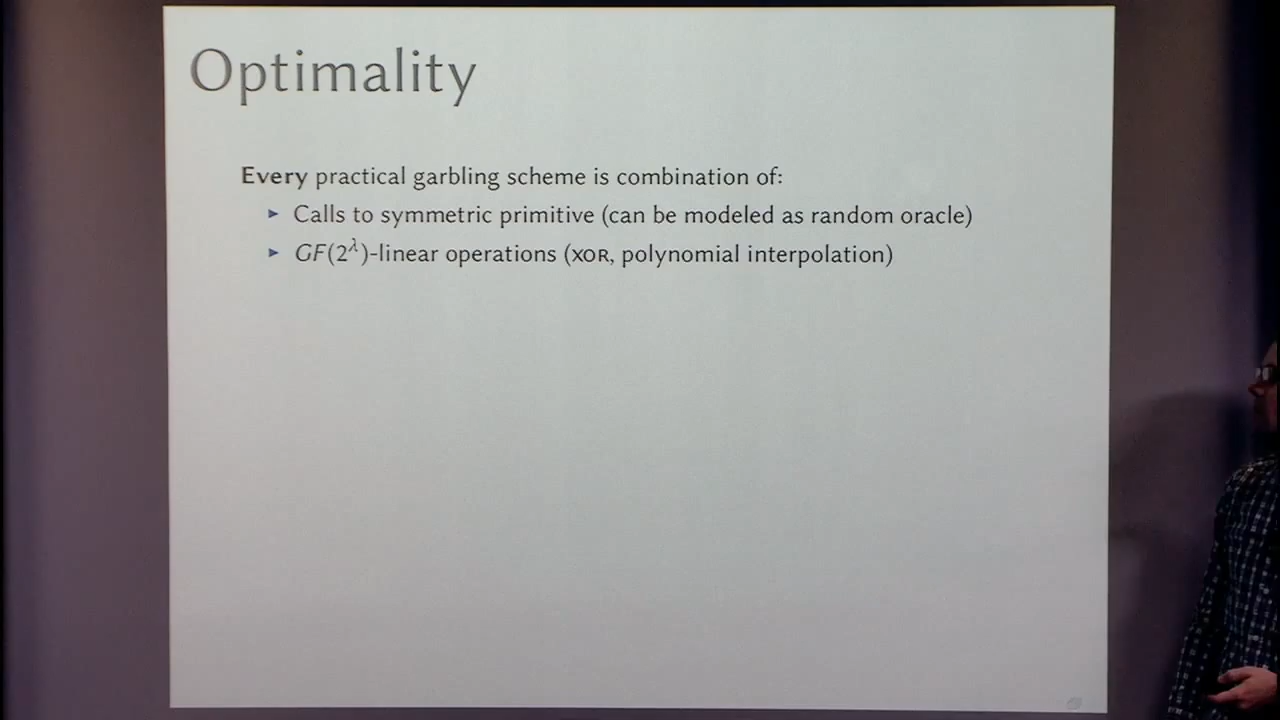 Optimality
Every practical garbling scheme is combination of:
► Calls to symmetric primitive (can be modeled as random oracle)
► GF(2^λ)-linear operations (XOR, polynomial interpolation)